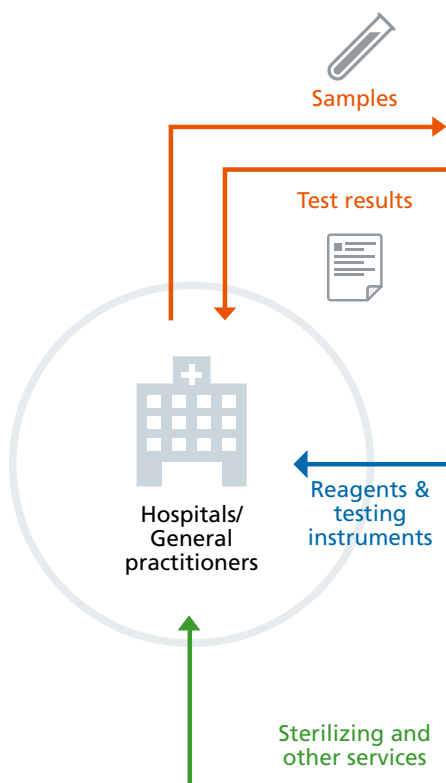 Samples
Test results
Hospitals/
General
practitioners
Reagents &
testing
instruments
Sterilizing and
other services